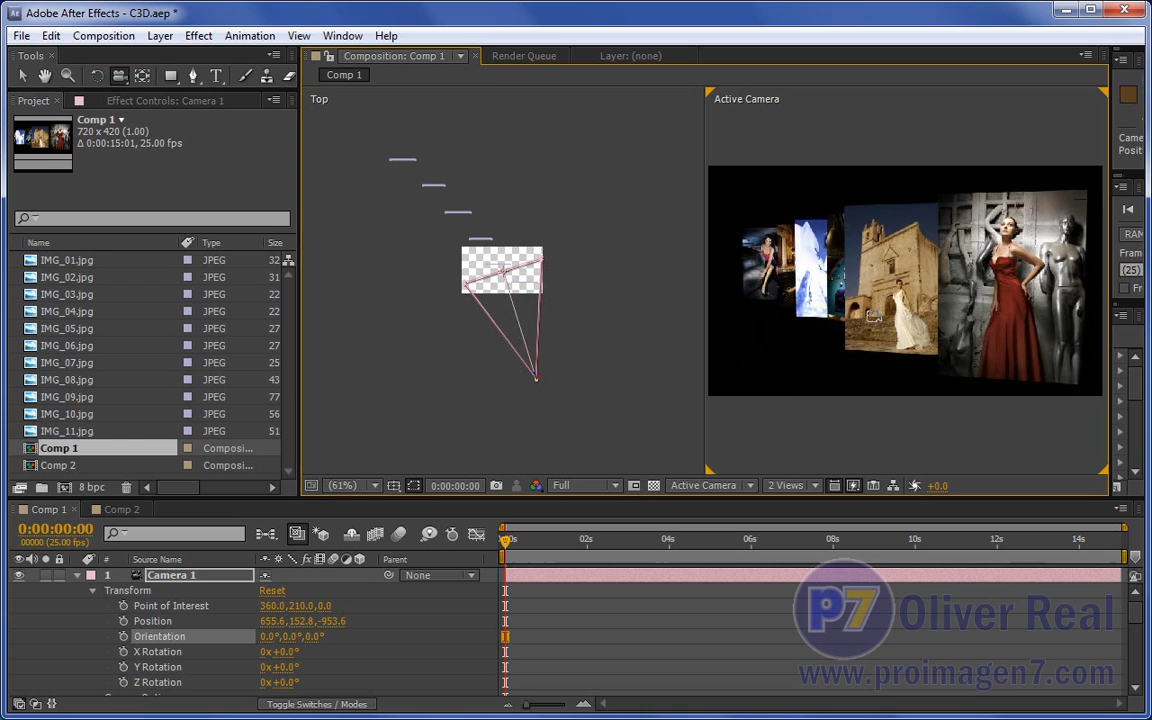 Adobe After Effects - C3D.aep *
File Edit Composition Layer Effect Animation View Window Help
Tools
Composition: Comp 1 Render Queue Layer: (none)
Comp 1
Project Effect Controls: Camera 1
Comp 1
720 x 420 (1.00)
Δ 0:00:15:01, 25.00 fps
Top
Active Camera
Came
Posit
RAM
Fram
(25)
Fr
Name Type Size
IMG_01.jpg JPEG 32
IMG_02.jpg JPEG 31
IMG_03.jpg JPEG 22
IMG_04.jpg JPEG 22
IMG_05.jpg JPEG 27
IMG_06.jpg JPEG 27
IMG_07.jpg JPEG 25
IMG_08.jpg JPEG 43
IMG_09.jpg JPEG 77
IMG_10.jpg JPEG 56
IMG_11.jpg JPEG 51
Comp 1 Composi...
Comp 2 Composi...
8 bpc
(61%) 0:00:00:00 Full Active Camera 2 Views +0.0
Comp 1 Comp 2
0:00:00:00
00000 (25.00 fps)
0s 02s 04s 06s 08s 10s 12s 14s
# Source Name fx Parent
1 Camera 1 None
Transform Reset
Point of Interest 360.0,210.0,0.0
Position 655.6,152.8,-953.6
Orientation 0.0°,0.0°,0.0°
X Rotation 0x+0.0°
Y Rotation 0x+0.0°
Z Rotation 0x+0.0°
Toggle Switches / Modes
p7 Oliver Real
www.proimagen7.com